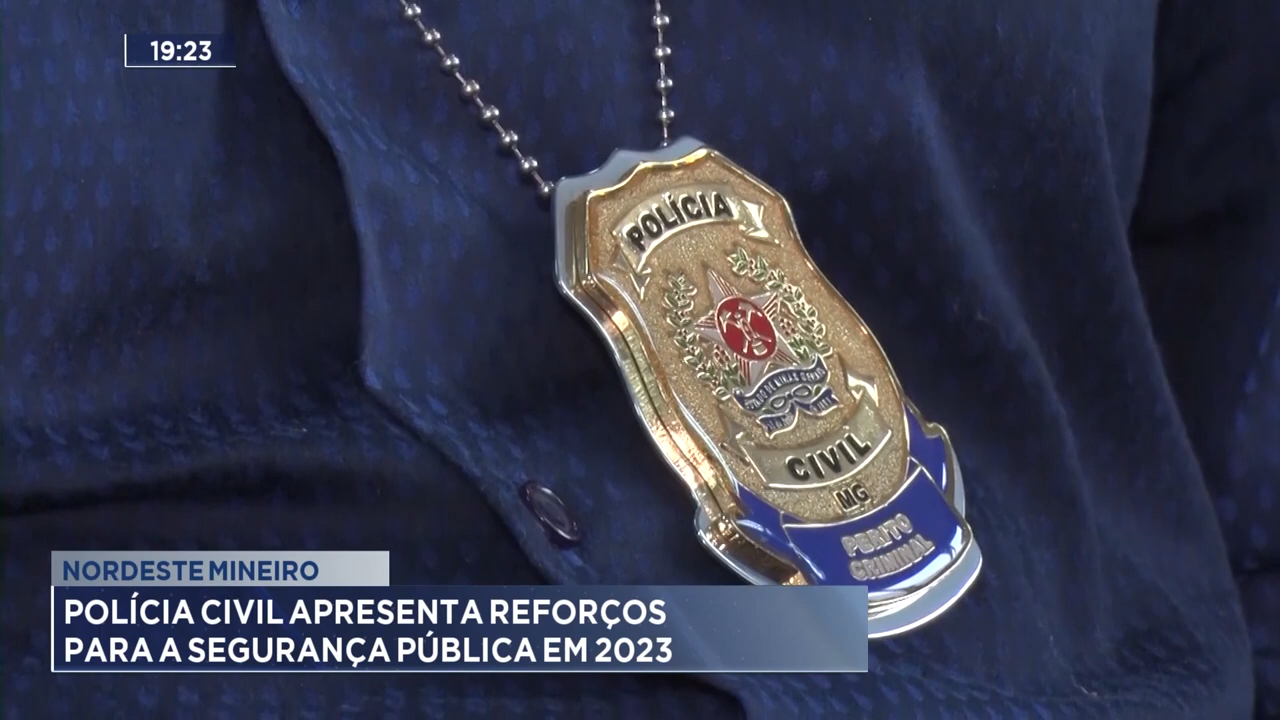 19:23
POLÍCIA
CIVIL
MG
PERITO
CRIMINAL
NORDESTE MINEIRO
POLÍCIA CIVIL APRESENTA REFORÇOS
PARA A SEGURANÇA PÚBLICA EM 2023